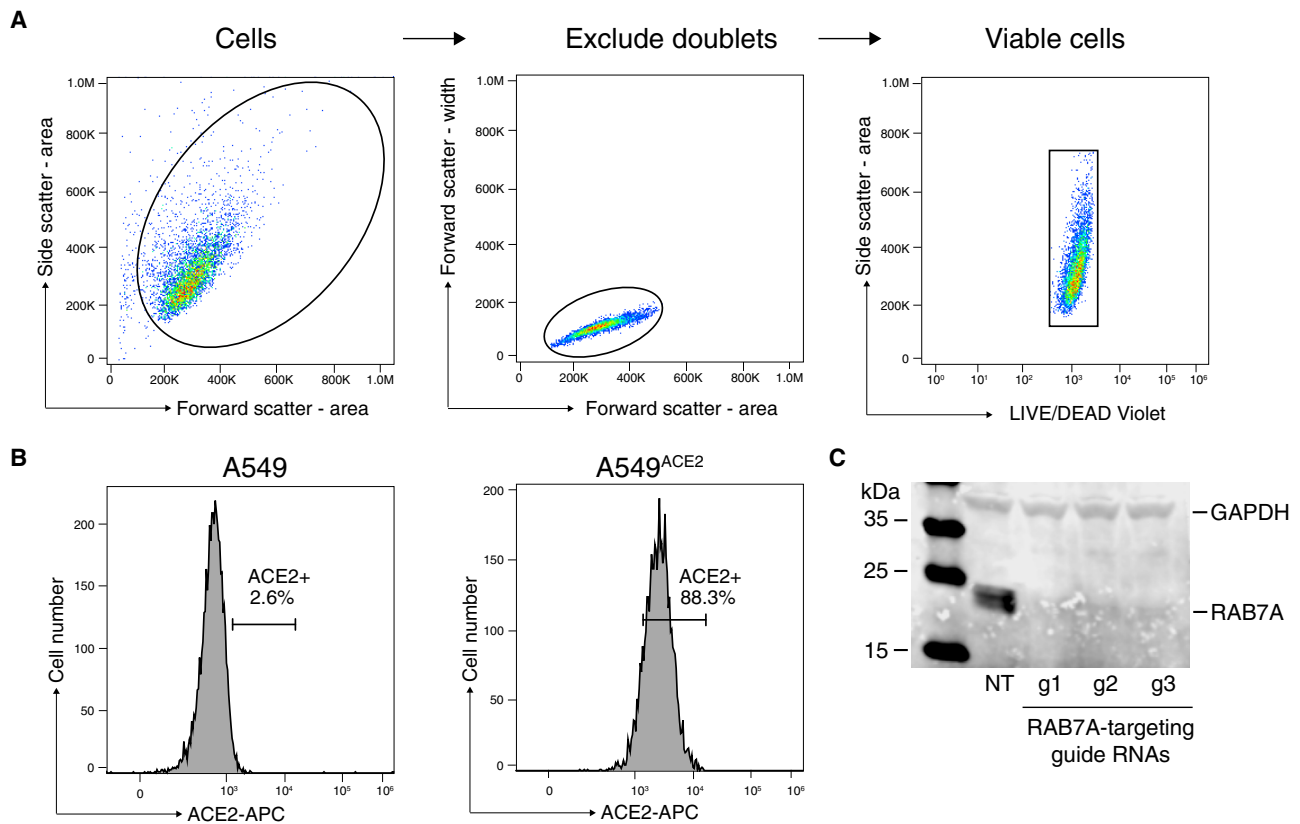 A
Cells
Exclude doublets
Viable cells
Side scatter - area
1.0M
800K
600K
400K
200K
0
0 200K 400K 600K 800K 1.0M
Forward scatter - area
Forward scatter - width
1.0M
800K
600K
400K
200K
0
0 200K 400K 600K 800K 1.0M
Forward scatter - area
Side scatter - area
1.0M
800K
600K
400K
200K
0
10⁰ 10¹ 10² 10³ 10⁴ 10⁵ 10⁶
LIVE/DEAD Violet
B
A549
Cell number
200
150
100
50
0
ACE2+
2.6%
0 10³ 10⁴ 10⁵ 10⁶
ACE2-APC
A549ᴬᶜᴱ²
Cell number
200
150
100
50
0
ACE2+
88.3%
0 10³ 10⁴ 10⁵ 10⁶
ACE2-APC
C
kDa
35
25
15
GAPDH
RAB7A
NT g1 g2 g3
RAB7A-targeting
guide RNAs